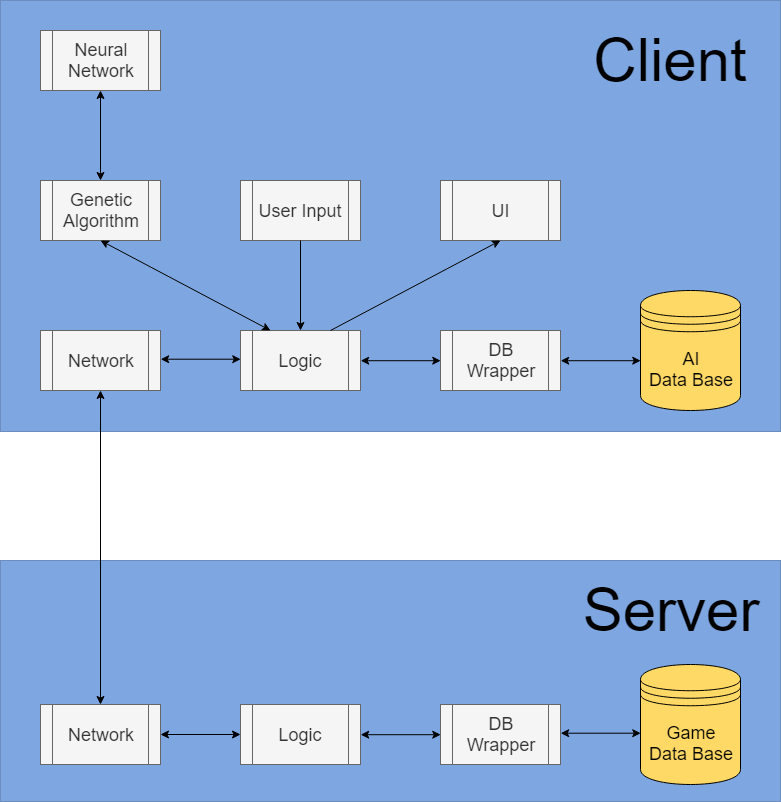 Client
Neural
Network
Genetic
Algorithm
User Input
UI
Network
Logic
DB
Wrapper
AI
Data Base
Server
Network
Logic
DB
Wrapper
Game
Data Base